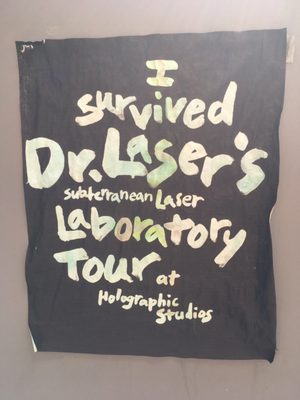 I
survived
Dr. Laser's
subterranean Laser
Laboratory
Tour at
Holographic
Studios